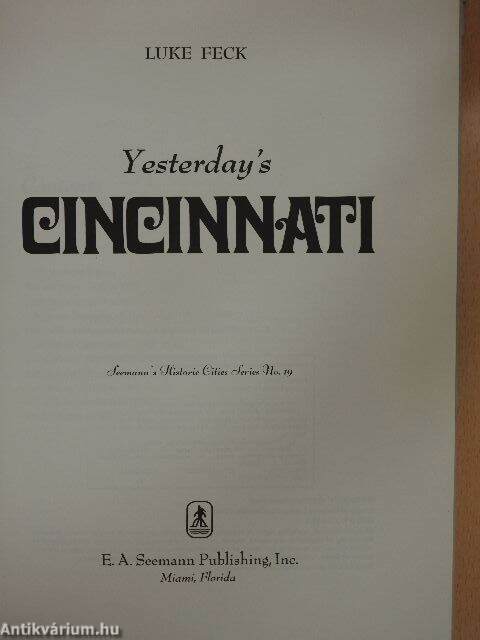 LUKE FECK
Yesterday's
CINCINNATI
Seemann's Historic Cities Series No. 19
E. A. Seemann Publishing, Inc.
Miami, Florida
Antikvárium.hu